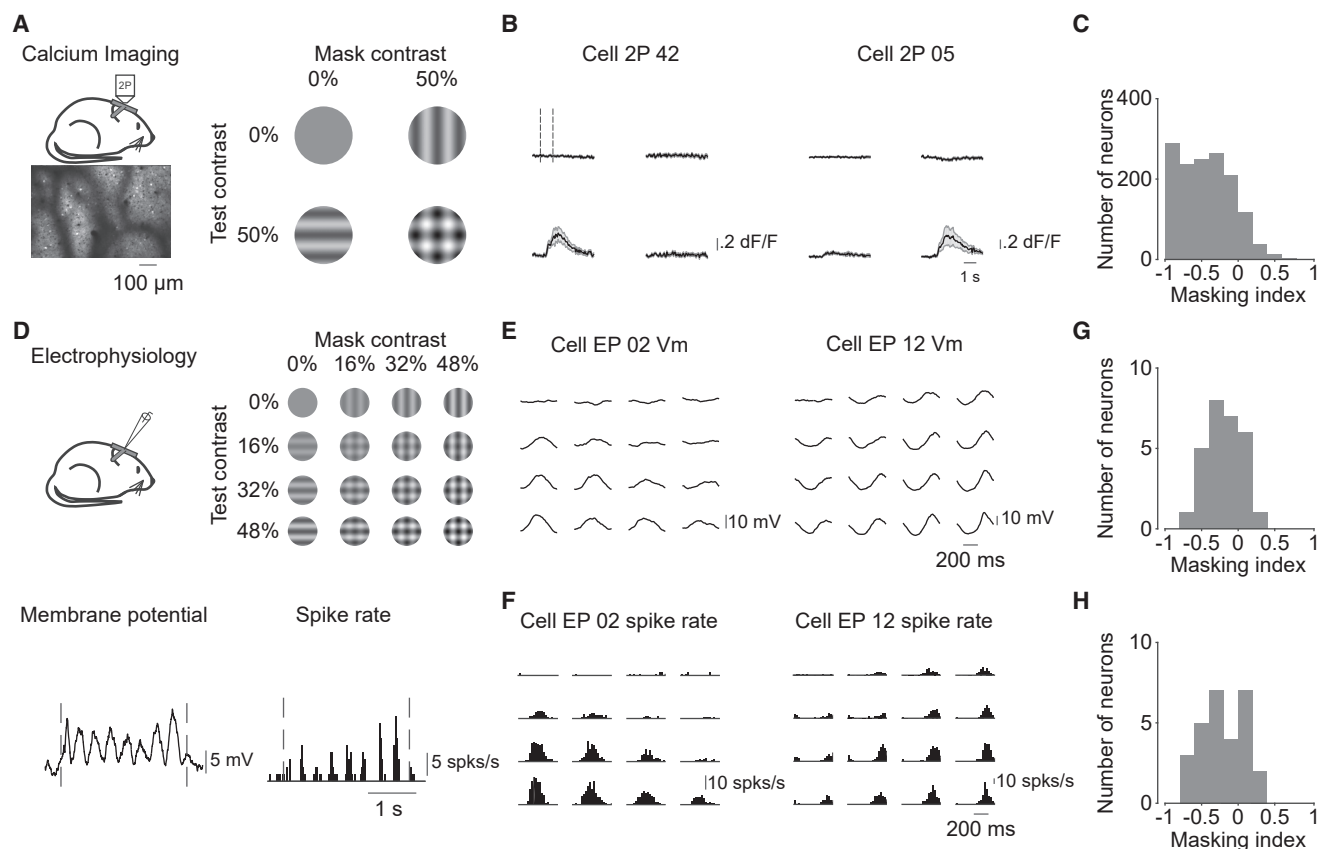 A
Calcium Imaging
2P
100 µm
Mask contrast
0% 50%
Test contrast
0%
50%
B
Cell 2P 42
Cell 2P 05
.2 dF/F
.2 dF/F
1 s
C
Number of neurons
400
200
0
-1 -0.5 0 0.5 1
Masking index
D
Electrophysiology
Mask contrast
0% 16% 32% 48%
Test contrast
0%
16%
32%
48%
Membrane potential
5 mV
Spike rate
5 spks/s
1 s
E
Cell EP 02 Vm
Cell EP 12 Vm
10 mV
10 mV
200 ms
F
Cell EP 02 spike rate
Cell EP 12 spike rate
10 spks/s
10 spks/s
200 ms
G
Number of neurons
10
5
0
-1 -0.5 0 0.5 1
Masking index
H
Number of neurons
10
5
0
-1 -0.5 0 0.5 1
Masking index